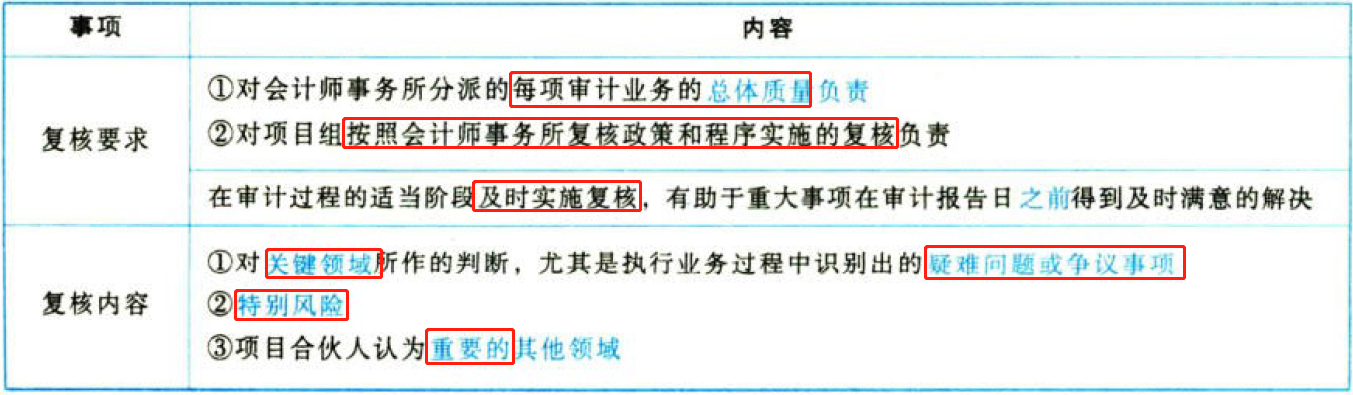 事项 内容
复核要求
①对会计师事务所分派的每项审计业务的总体质量负责
②对项目组按照会计师事务所复核政策和程序实施的复核负责
在审计过程的适当阶段及时实施复核，有助于重大事项在审计报告日之前得到及时满意的解决
复核内容
①对关键领域所作的判断，尤其是执行业务过程中识别出的疑难问题或争议事项
②特别风险
③项目合伙人认为重要的其他领域